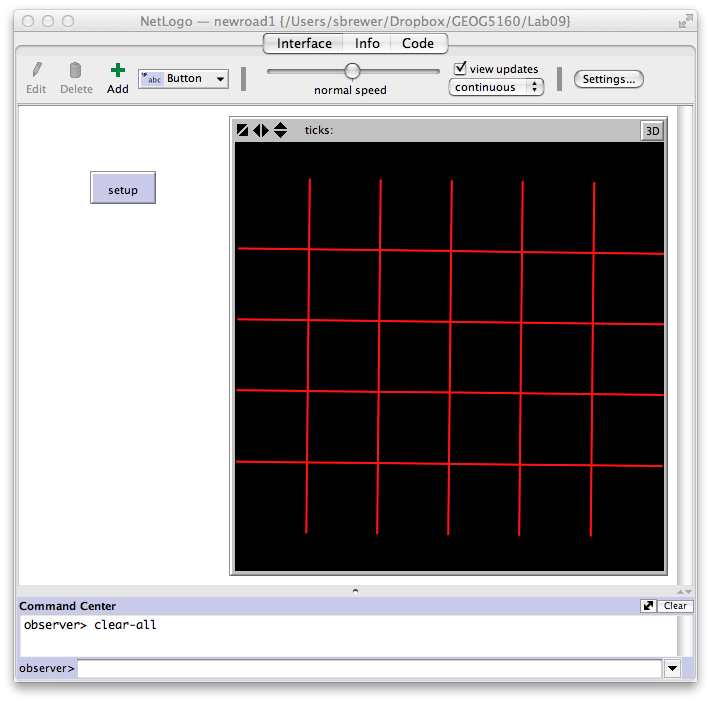 NetLogo — newroad1 {/Users/sbrewer/Dropbox/GEOG5160/Lab09}
Interface Info Code
Edit Delete Add abc Button normal speed view updates continuous Settings...
ticks: 3D
setup
Command Center Clear
observer> clear-all
observer>